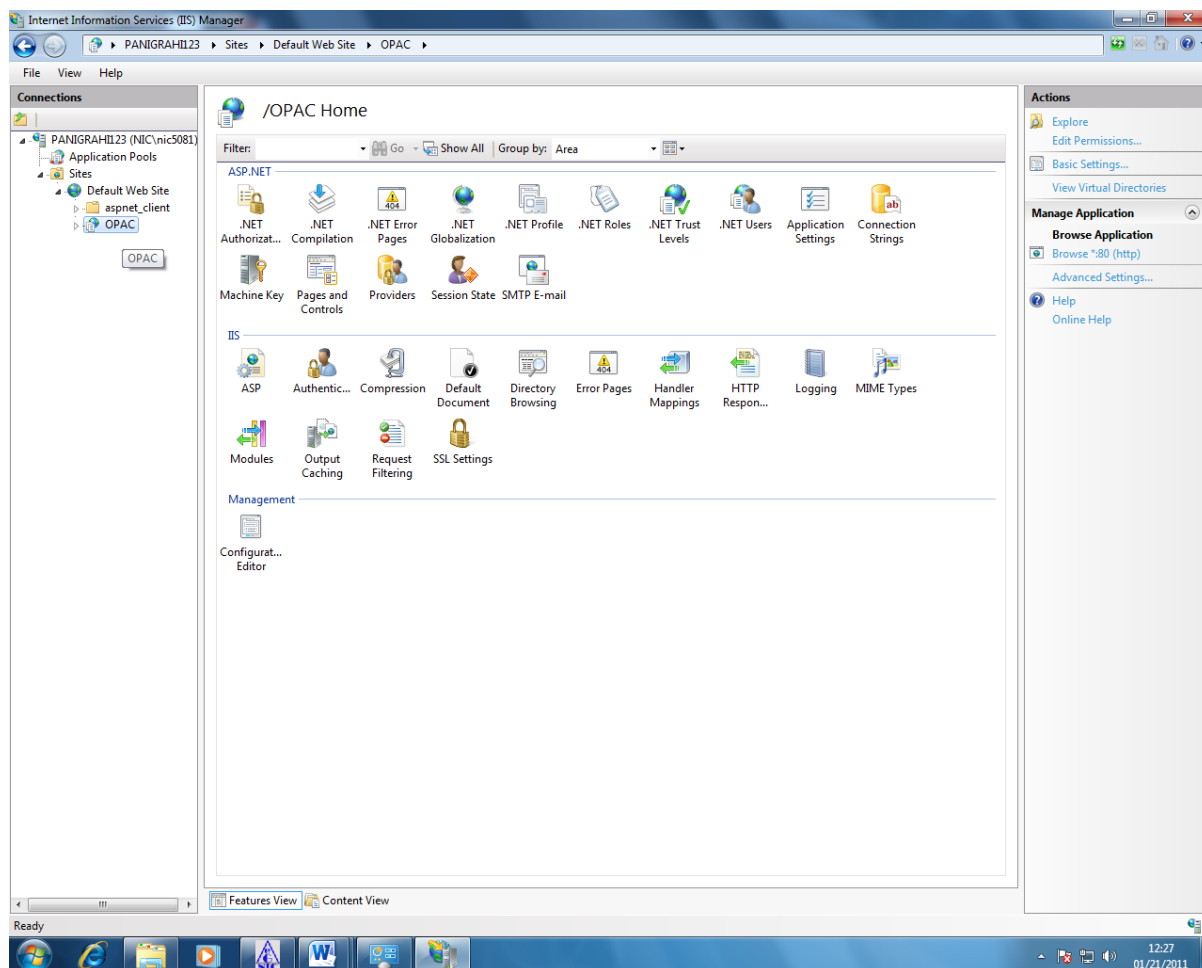 Internet Information Services (IIS) Manager
PANIGRAHI123 Sites Default Web Site OPAC
File View Help
Connections
PANIGRAHI123 (NIC\nic5081)
Application Pools
Sites
Default Web Site
aspnet_client
OPAC
OPAC
/OPAC Home
Filter: Go Show All Group by: Area
ASP.NET
.NET Authorizat...
.NET Compilation
.NET Error Pages
.NET Globalization
.NET Profile
.NET Roles
.NET Trust Levels
.NET Users
Application Settings
Connection Strings
Machine Key
Pages and Controls
Providers
Session State
SMTP E-mail
IIS
ASP
Authentic...
Compression
Default Document
Directory Browsing
Error Pages
Handler Mappings
HTTP Respon...
Logging
MIME Types
Modules
Output Caching
Request Filtering
SSL Settings
Management
Configurat... Editor
Features View Content View
Actions
Explore
Edit Permissions...
Basic Settings...
View Virtual Directories
Manage Application
Browse Application
Browse *:80 (http)
Advanced Settings...
Help
Online Help
Ready
12:27
01/21/2011